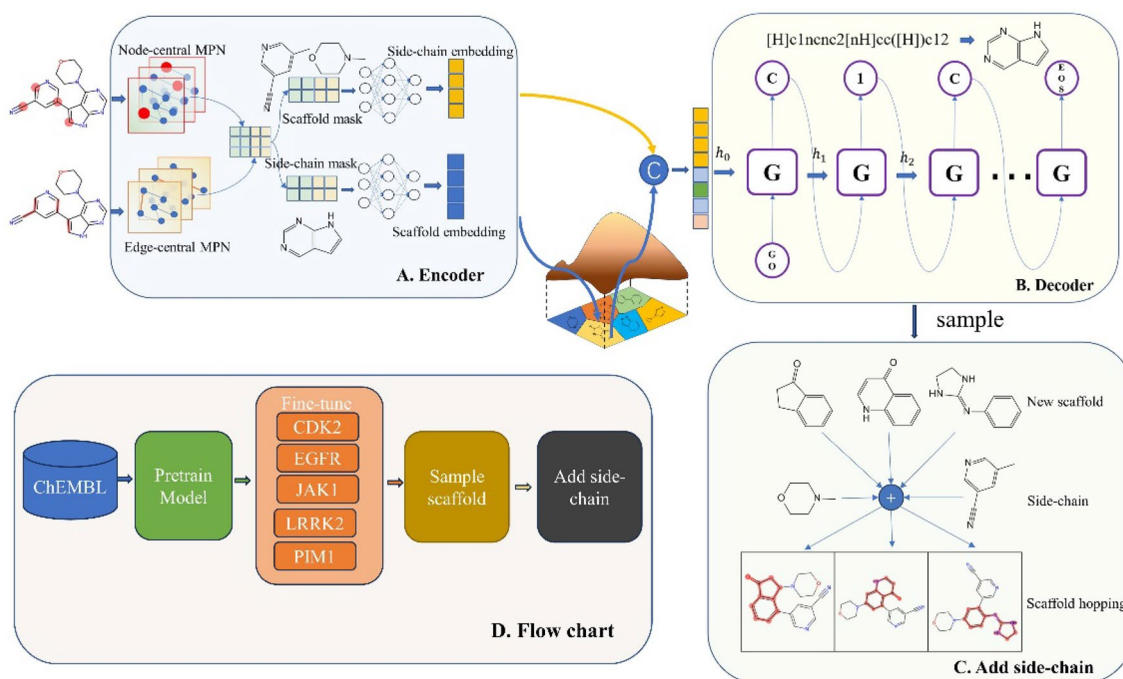 Node-central MPN
Edge-central MPN
Scaffold mask
Side-chain mask
Side-chain embedding
Scaffold embedding
A. Encoder
C
h0
h1
h2
[H]c1ncnc2[nH]cc([H])c12
C
1
C
EOS
G
G
G
...
G
GO
B. Decoder
sample
New scaffold
Side-chain
+
Scaffold hopping
C. Add side-chain
ChEMBL
Pretrain
Model
Fine-tune
CDK2
EGFR
JAK1
LRRK2
PIM1
Sample
scaffold
Add side-
chain
D. Flow chart